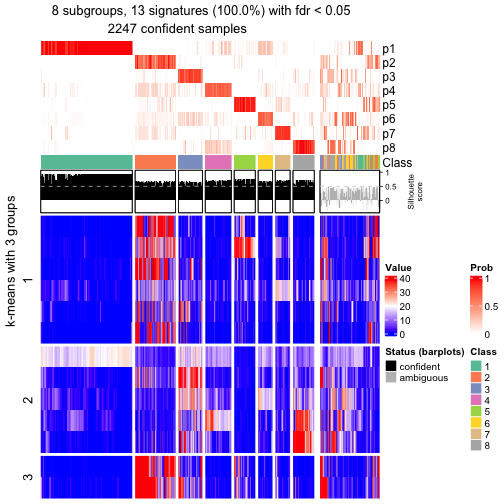 8 subgroups, 13 signatures (100.0%) with fdr < 0.05
2247 confident samples
p1
p2
p3
p4
p5
p6
p7
p8
Class
1
0.5
0
Silhouette
score
k-means with 3 groups
1
2
3
Value
40
30
20
10
0
Prob
1
0.5
0
Status (barplots)
confident
ambiguous
Class
1
2
3
4
5
6
7
8